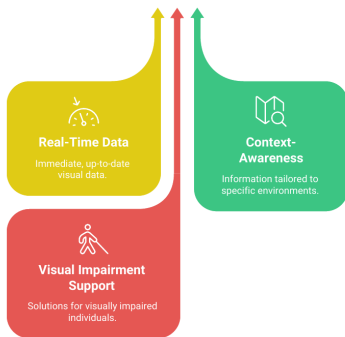 Real-Time Data
Immediate, up-to-date
visual data.
Context-
Awareness
Information tailored to
specific environments.
Visual Impairment
Support
Solutions for visually impaired
individuals.